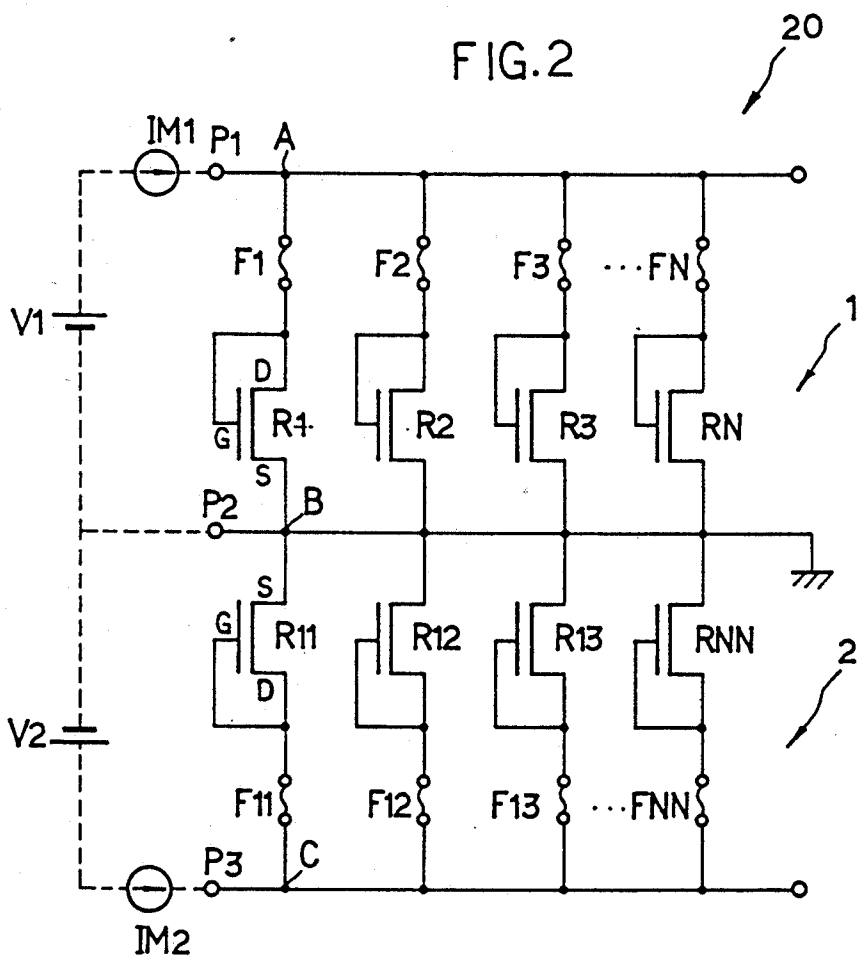 20
FIG.2
IM1 P1 A
F1 F2 F3 ...FN
V1 1
D
R1 R2 R3 RN
G
S
P2 B
S
G R11 R12 R13 RNN
D
2
V2
F11 F12 F13 ...FNN
P3 C
IM2